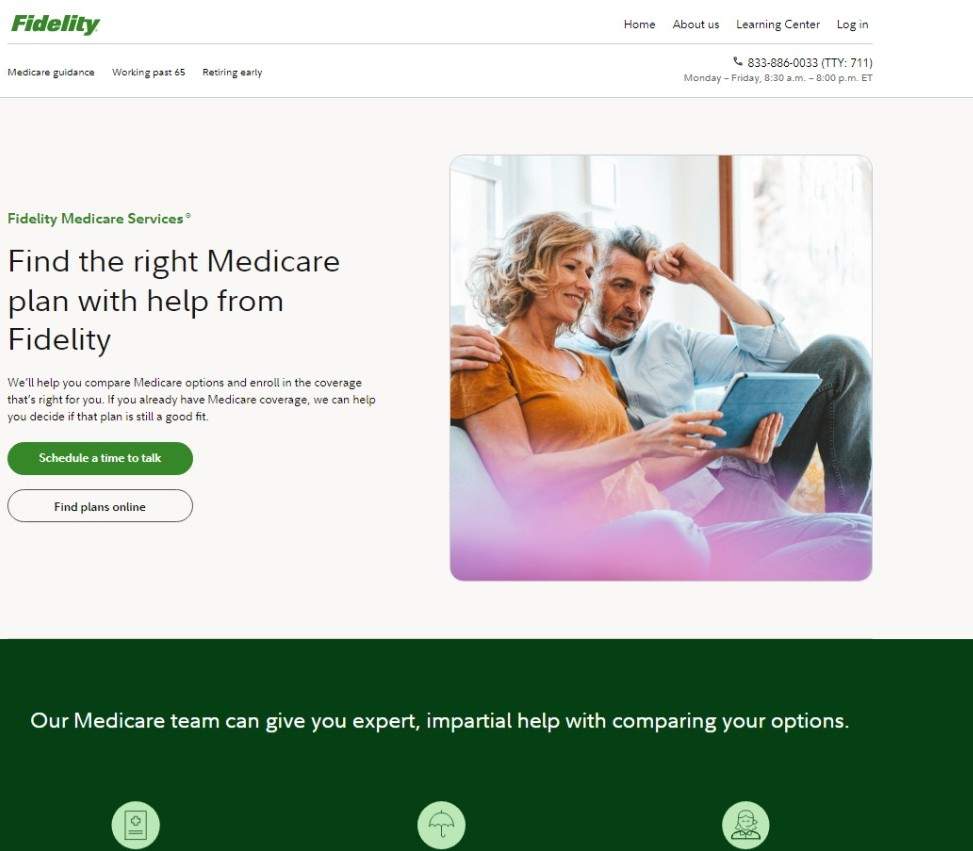 Fidelity
Home About us Learning Center Log in
Medicare guidance Working past 65 Retiring early
833-886-0033 (TTY: 711)
Monday – Friday, 8:30 a.m. – 8:00 p.m. ET
Fidelity Medicare Services®
Find the right Medicare
plan with help from
Fidelity
We'll help you compare Medicare options and enroll in the coverage
that's right for you. If you already have Medicare coverage, we can help
you decide if that plan is still a good fit.
Schedule a time to talk
Find plans online
Our Medicare team can give you expert, impartial help with comparing your options.